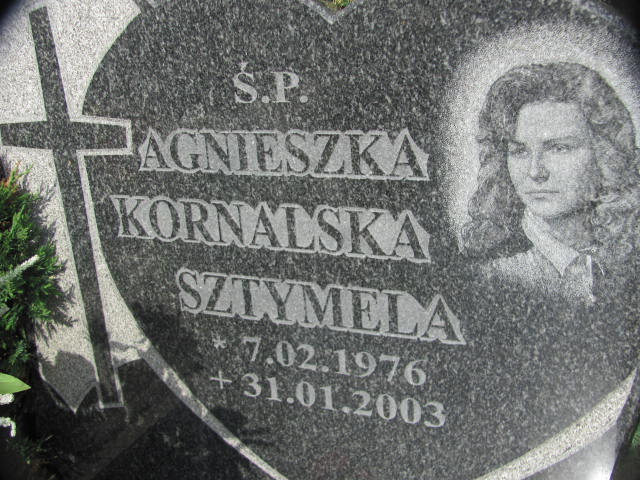 Ś.P.
AGNIESZKA
KORNALSKA
SZTYMELA
* 7.02.1976
+ 31.01.2003